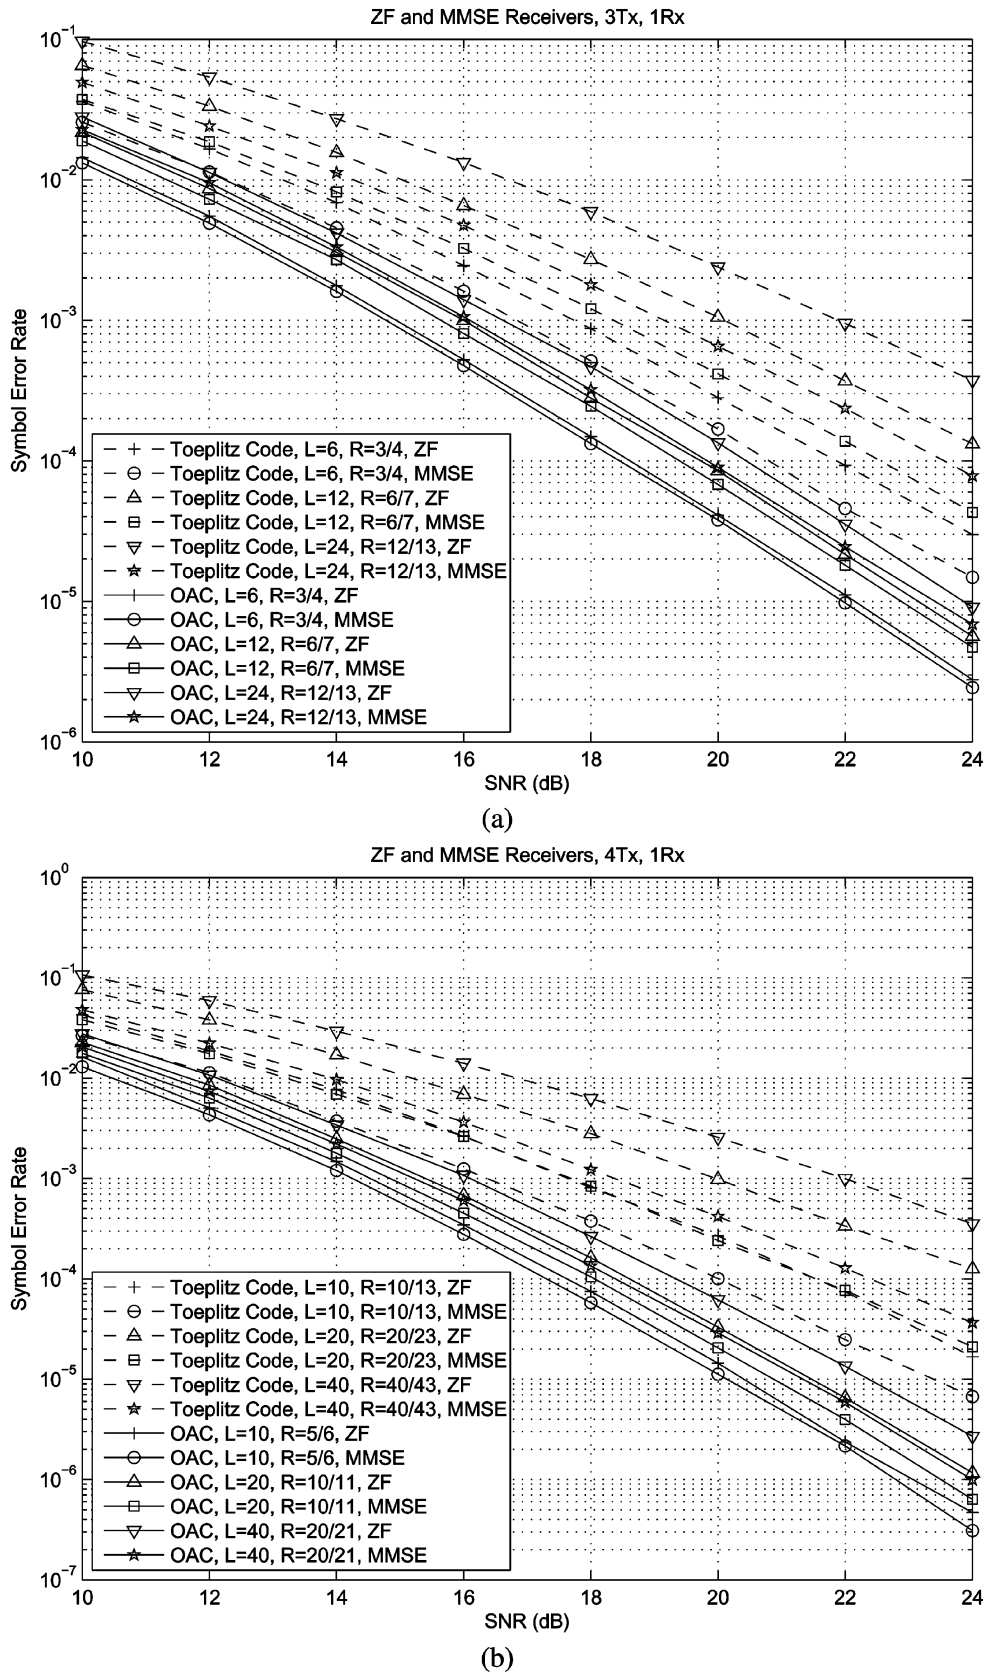 ZF and MMSE Receivers, 3Tx, 1Rx
10^-1
10^-2
10^-3
10^-4
10^-5
10^-6
Symbol Error Rate
Toeplitz Code, L=6, R=3/4, ZF
Toeplitz Code, L=6, R=3/4, MMSE
Toeplitz Code, L=12, R=6/7, ZF
Toeplitz Code, L=12, R=6/7, MMSE
Toeplitz Code, L=24, R=12/13, ZF
Toeplitz Code, L=24, R=12/13, MMSE
OAC, L=6, R=3/4, ZF
OAC, L=6, R=3/4, MMSE
OAC, L=12, R=6/7, ZF
OAC, L=12, R=6/7, MMSE
OAC, L=24, R=12/13, ZF
OAC, L=24, R=12/13, MMSE
10 12 14 16 18 20 22 24
SNR (dB)
(a)
ZF and MMSE Receivers, 4Tx, 1Rx
10^0
10^-1
10^-2
10^-3
10^-4
10^-5
10^-6
10^-7
Symbol Error Rate
Toeplitz Code, L=10, R=10/13, ZF
Toeplitz Code, L=10, R=10/13, MMSE
Toeplitz Code, L=20, R=20/23, ZF
Toeplitz Code, L=20, R=20/23, MMSE
Toeplitz Code, L=40, R=40/43, ZF
Toeplitz Code, L=40, R=40/43, MMSE
OAC, L=10, R=5/6, ZF
OAC, L=10, R=5/6, MMSE
OAC, L=20, R=10/11, ZF
OAC, L=20, R=10/11, MMSE
OAC, L=40, R=20/21, ZF
OAC, L=40, R=20/21, MMSE
10 12 14 16 18 20 22 24
SNR (dB)
(b)